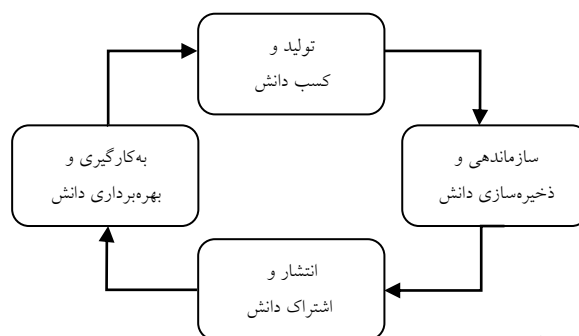 تولید و
کسب دانش
سازماندهی و
ذخیره‌سازی دانش
به‌کارگیری و
بهره‌برداری دانش
انتشار و
اشتراک دانش